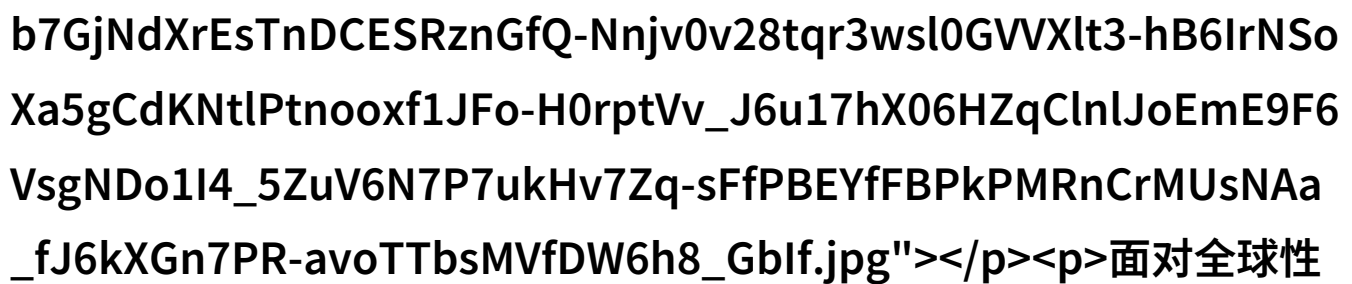 b7GjNdXrEsTnDCESRznGfQ-Nnjv0v28tqr3wsl0GVVXlt3-hB6IrNSo
Xa5gCdKNtlPtnooxf1JFo-H0rptVv_J6u17hX06HZqClnlJoEmE9F6
VsgNDo1I4_5ZuV6N7P7ukHv7Zq-sFfPBEYfFBPkPMRnCrMUsNAa
_fJ6kXGn7PR-avoTTbsMVfDW6h8_GbIf.jpg"></p><p>面对全球性